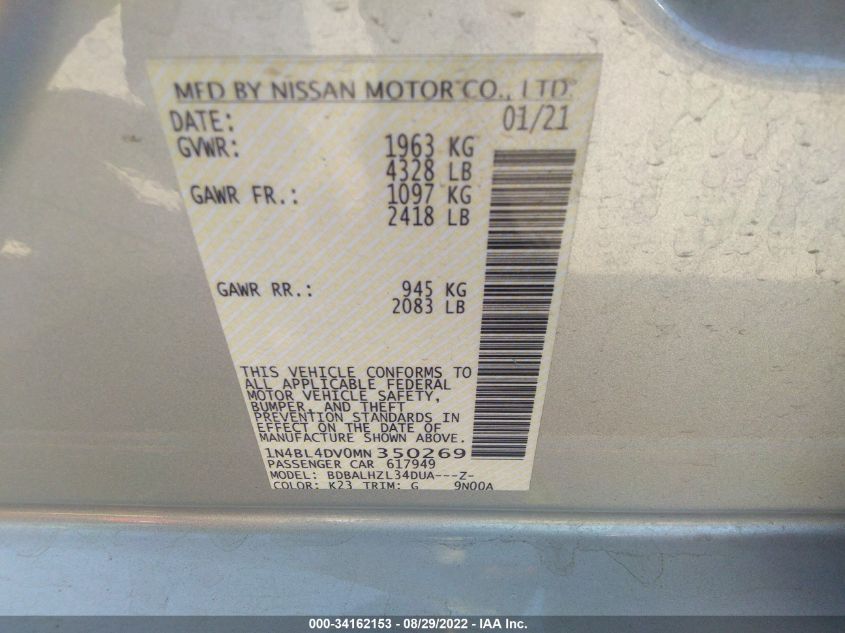 MFD BY NISSAN MOTOR CO., LTD.
DATE: 01/21
GVWR: 1963 KG
4328 LB
GAWR FR.: 1097 KG
2418 LB
GAWR RR.: 945 KG
2083 LB
THIS VEHICLE CONFORMS TO
ALL APPLICABLE FEDERAL
MOTOR VEHICLE SAFETY,
BUMPER, AND THEFT
PREVENTION STANDARDS IN
EFFECT ON THE DATE OF
MANUFACTURE SHOWN ABOVE.
1N4BL4DV0MN 350269
PASSENGER CAR 617949
MODEL: BDBALHZL34DUA---Z-
COLOR: K23 TRIM: G 9N00A
000-34162153 - 08/29/2022 - IAA Inc.